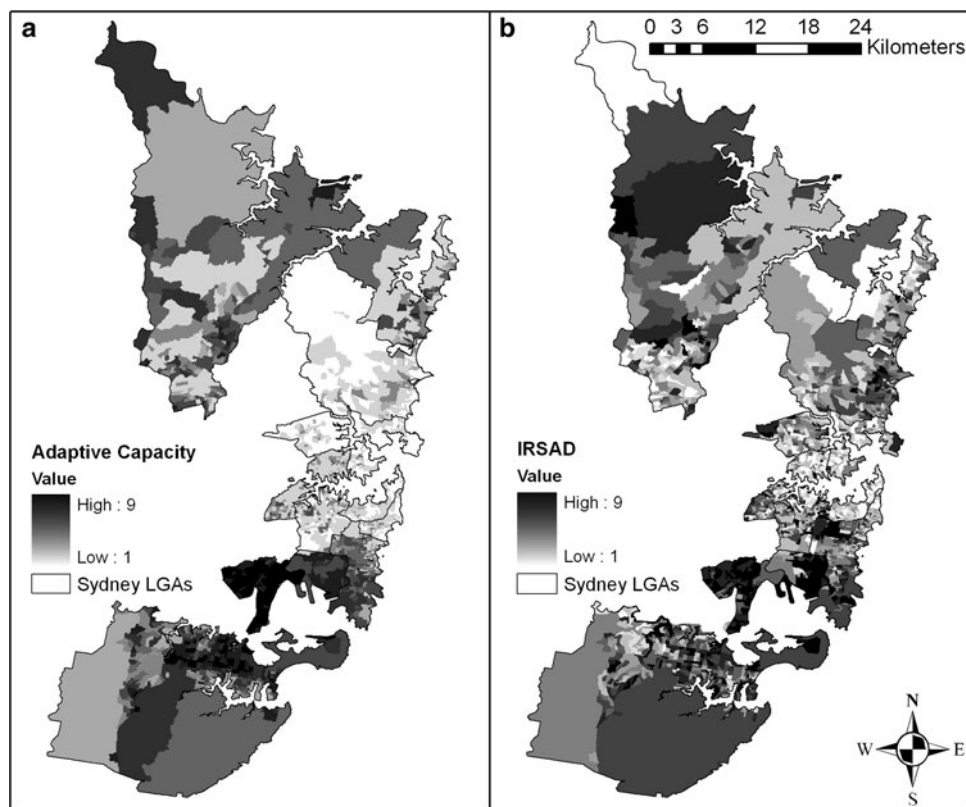 a
Adaptive Capacity
Value
High : 9
Low : 1
Sydney LGAs
b
0 3 6 12 18 24
Kilometers
IRSAD
Value
High : 9
Low : 1
Sydney LGAs
N
W E
S